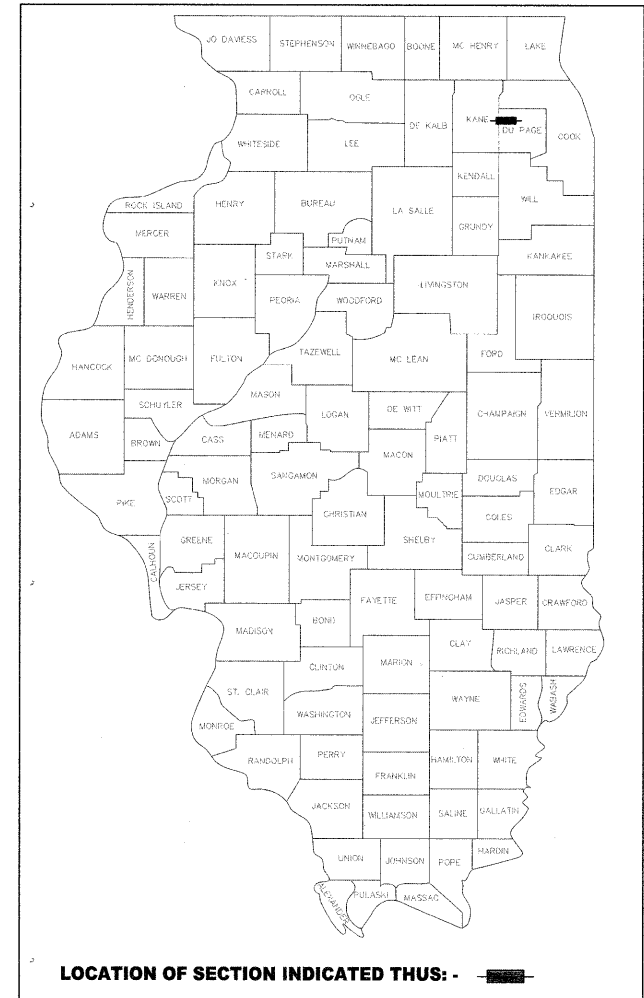 JO DAVIESS STEPHENSON WINNEBAGO BOONE MC HENRY LAKE
CARROLL OGLE
DE KALB KANE DU PAGE COOK
WHITESIDE LEE
KENDALL
WILL
ROCK ISLAND HENRY BUREAU LA SALLE
GRUNDY
MERCER PUTNAM
STARK KANKAKEE
MARSHALL
HENDERSON WARREN KNOX PEORIA WOODFORD LIVINGSTON
IROQUOIS
TAZEWELL
HANCOCK MC DONOUGH FULTON MC LEAN FORD
MASON
SCHUYLER LOGAN DE WITT CHAMPAIGN VERMILION
ADAMS BROWN CASS MENARD PIATT
MACON
MORGAN SANGAMON DOUGLAS EDGAR
PIKE SCOTT MOULTRIE
CHRISTIAN COLES
GREENE SHELBY
CALHOUN MACOUPIN MONTGOMERY CUMBERLAND CLARK
JERSEY FAYETTE EFFINGHAM JASPER CRAWFORD
BOND
MADISON
CLAY RICHLAND LAWRENCE
CLINTON MARION
ST. CLAIR WAYNE EDWARDS WABASH
WASHINGTON JEFFERSON
MONROE
RANDOLPH PERRY HAMILTON WHITE
FRANKLIN
JACKSON WILLIAMSON SALINE GALLATIN
HARDIN
UNION JOHNSON POPE
ALEXANDER PULASKI MASSAC
LOCATION OF SECTION INDICATED THUS: -